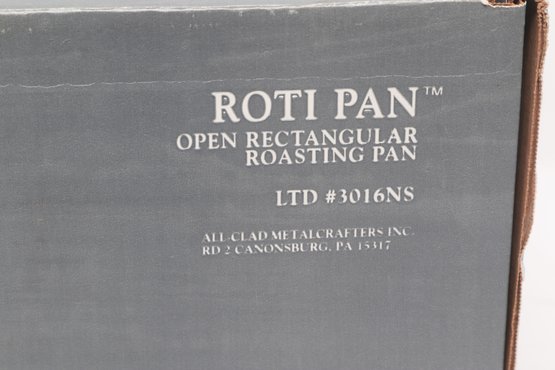 ROTI PAN™
OPEN RECTANGULAR
ROASTING PAN
LTD #3016NS
ALL-CLAD METALCRAFTERS INC.
RD 2 CANONSBURG, PA 15317